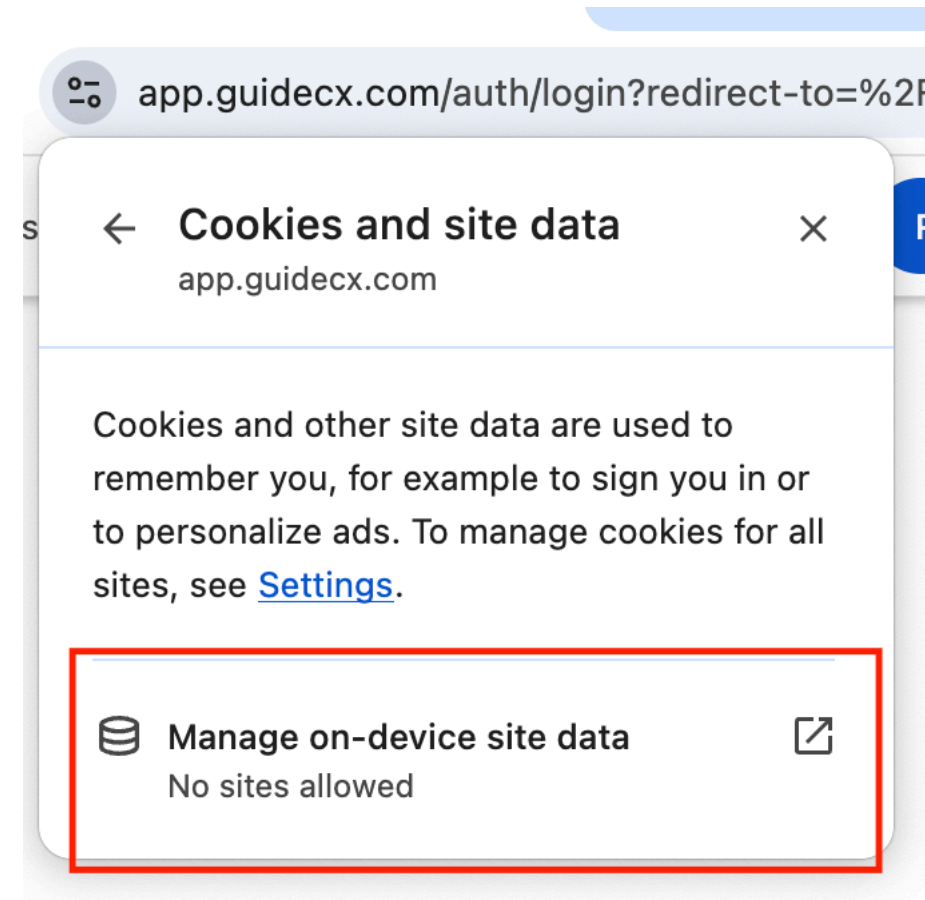 app.guidecx.com/auth/login?redirect-to=%2F
s
Cookies and site data
app.guidecx.com
Cookies and other site data are used to
remember you, for example to sign you in or
to personalize ads. To manage cookies for all
sites, see Settings.
Manage on-device site data
No sites allowed